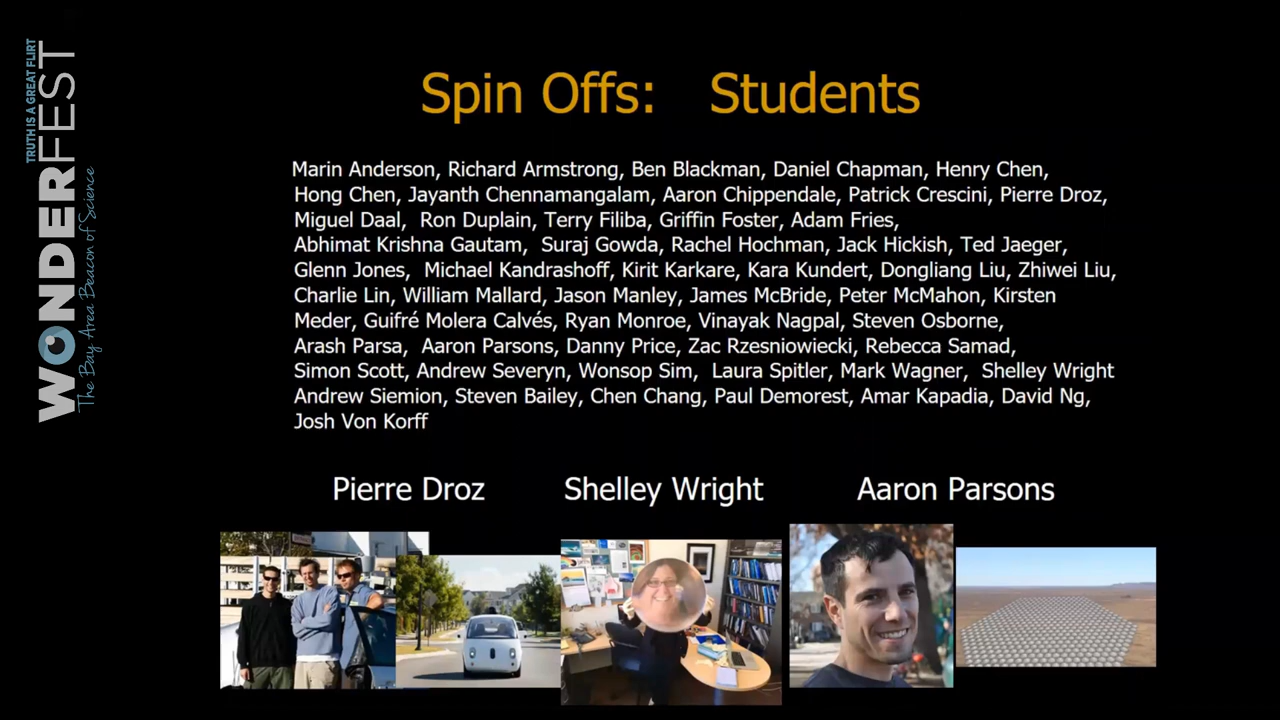 TRUTH IS A GREAT FLIRT
WONDERFEST
The Bay Area Beacon of Science
Spin Offs: Students
Marin Anderson, Richard Armstrong, Ben Blackman, Daniel Chapman, Henry Chen,
Hong Chen, Jayanth Chennamangalam, Aaron Chippendale, Patrick Crescini, Pierre Droz,
Miguel Daal, Ron Duplain, Terry Filiba, Griffin Foster, Adam Fries,
Abhimat Krishna Gautam, Suraj Gowda, Rachel Hochman, Jack Hickish, Ted Jaeger,
Glenn Jones, Michael Kandrashoff, Kirit Karkare, Kara Kundert, Dongliang Liu, Zhiwei Liu,
Charlie Lin, William Mallard, Jason Manley, James McBride, Peter McMahon, Kirsten
Meder, Guifré Molera Calvés, Ryan Monroe, Vinayak Nagpal, Steven Osborne,
Arash Parsa, Aaron Parsons, Danny Price, Zac Rzesniowiecki, Rebecca Samad,
Simon Scott, Andrew Severyn, Wonsop Sim, Laura Spitler, Mark Wagner, Shelley Wright
Andrew Siemion, Steven Bailey, Chen Chang, Paul Demorest, Amar Kapadia, David Ng,
Josh Von Korff
Pierre Droz
Shelley Wright
Aaron Parsons